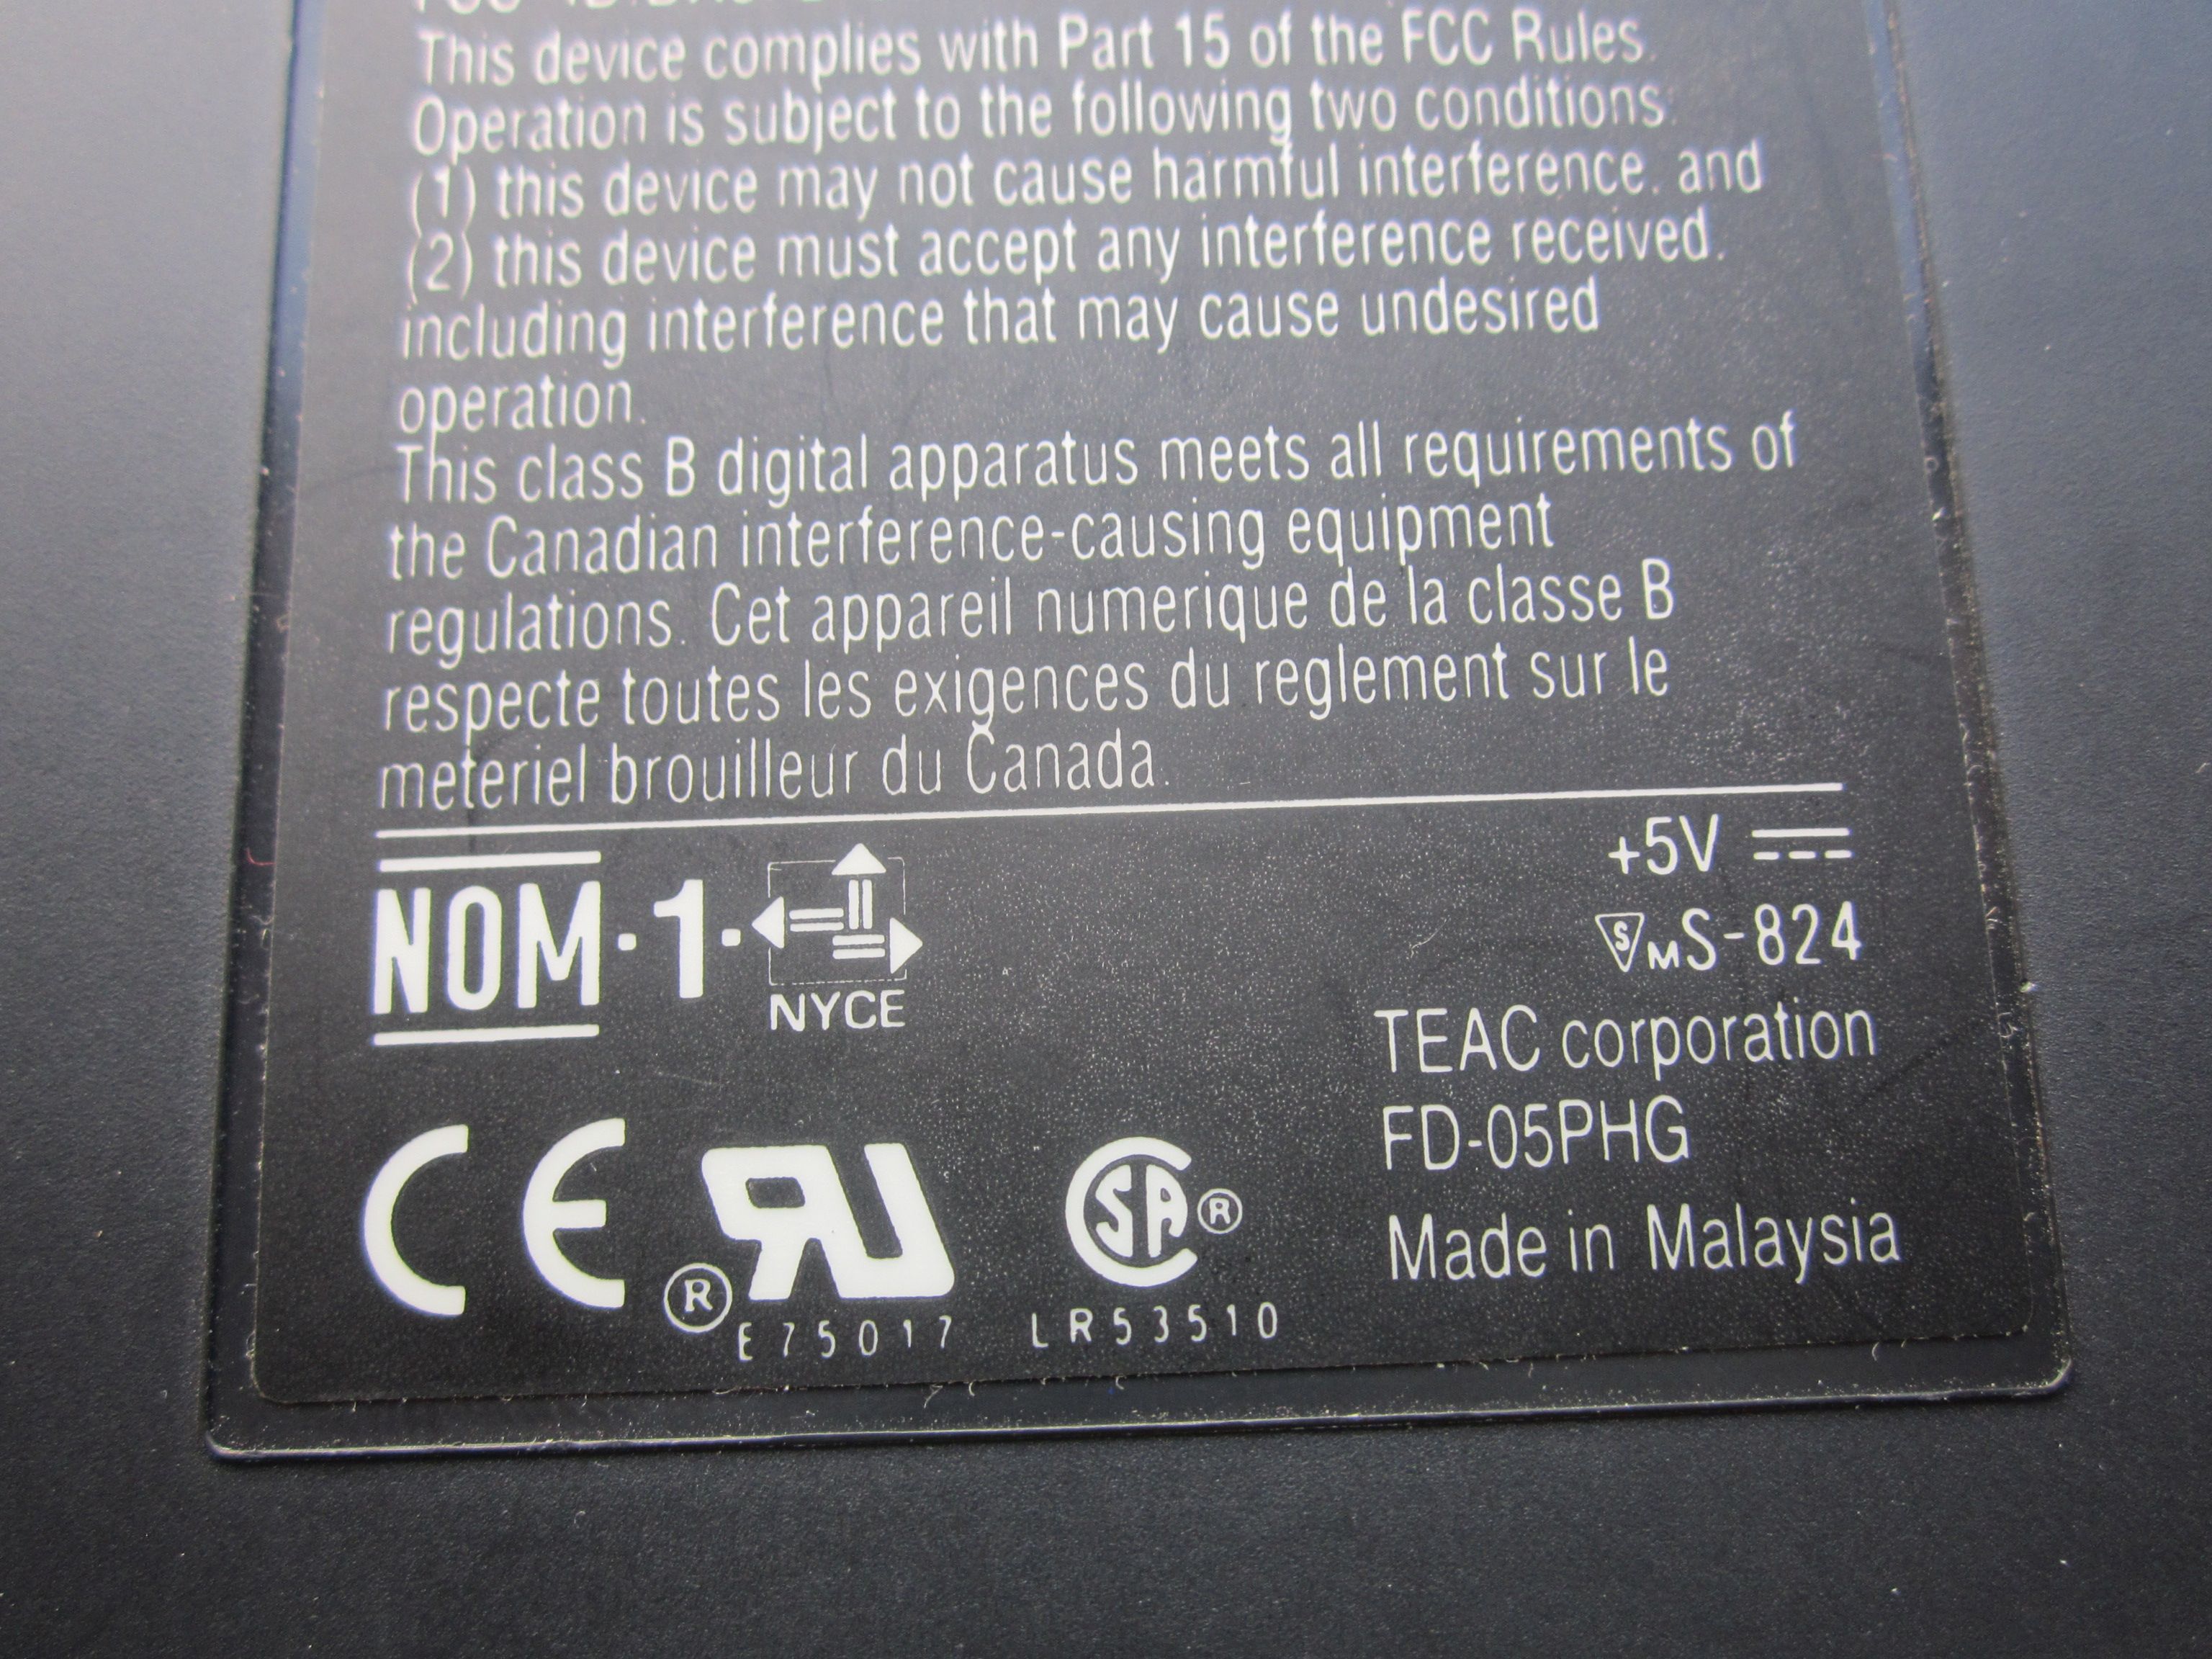 This device complies with Part 15 of the FCC Rules.
Operation is subject to the following two conditions:
(1) this device may not cause harmful interference, and
(2) this device must accept any interference received,
including interference that may cause undesired
operation.
This class B digital apparatus meets all requirements of
the Canadian interference-causing equipment
regulations. Cet appareil numerique de la classe B
respecte toutes les exigences du reglement sur le
meteriel brouilleur du Canada.
+5V
NOM·1·
NYCE
S MS-824
TEAC corporation
FD-05PHG
Made in Malaysia
CE
® RU
SA ®
E75017 LR53510